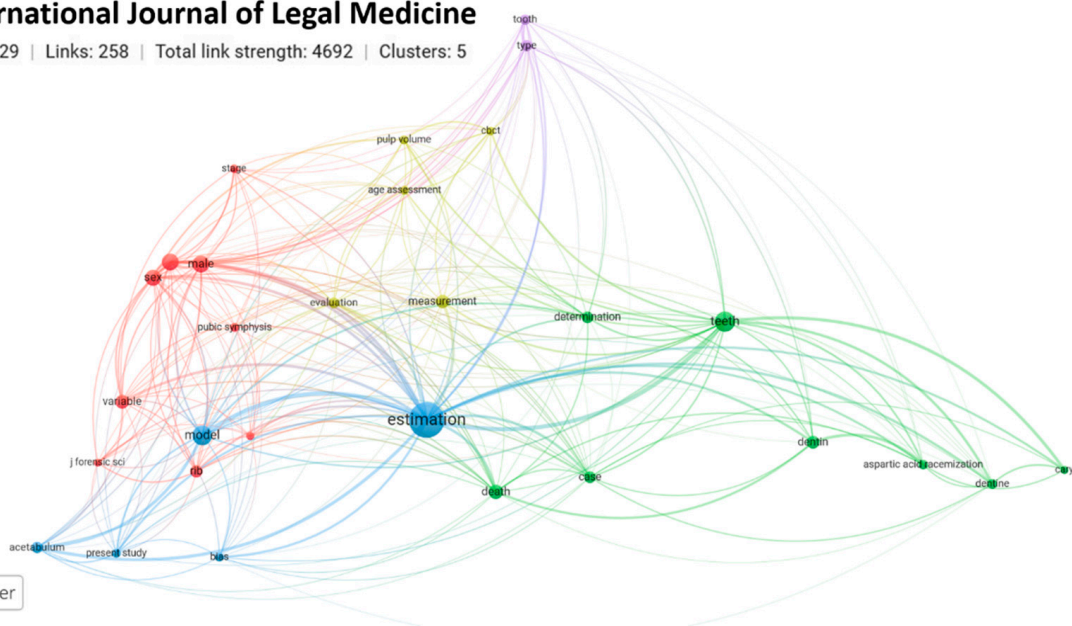 rnational Journal of Legal Medicine
29 | Links: 258 | Total link strength: 4692 | Clusters: 5
tooth
type
cbct
pulp volume
stage
age assessment
male
sex
evaluation
measurement
pubic symphysis
determination
teeth
variable
estimation
model
dentin
j forensic sci
rib
aspartic acid racemization
cary
case
dentine
death
acetabulum
present study
bias
er